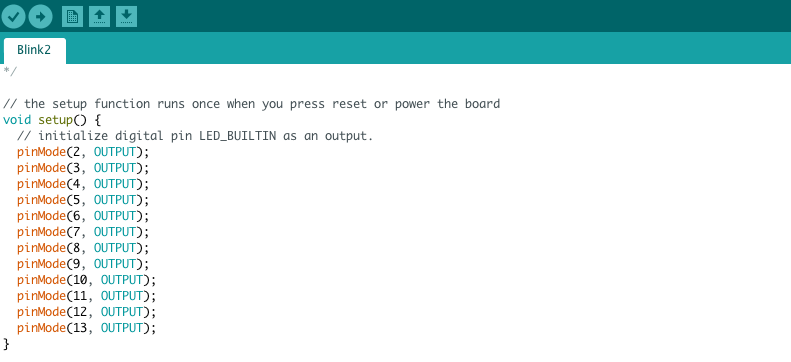 Blink2
*/
// the setup function runs once when you press reset or power the board
void setup() {
  // initialize digital pin LED_BUILTIN as an output.
  pinMode(2, OUTPUT);
  pinMode(3, OUTPUT);
  pinMode(4, OUTPUT);
  pinMode(5, OUTPUT);
  pinMode(6, OUTPUT);
  pinMode(7, OUTPUT);
  pinMode(8, OUTPUT);
  pinMode(9, OUTPUT);
  pinMode(10, OUTPUT);
  pinMode(11, OUTPUT);
  pinMode(12, OUTPUT);
  pinMode(13, OUTPUT);
}